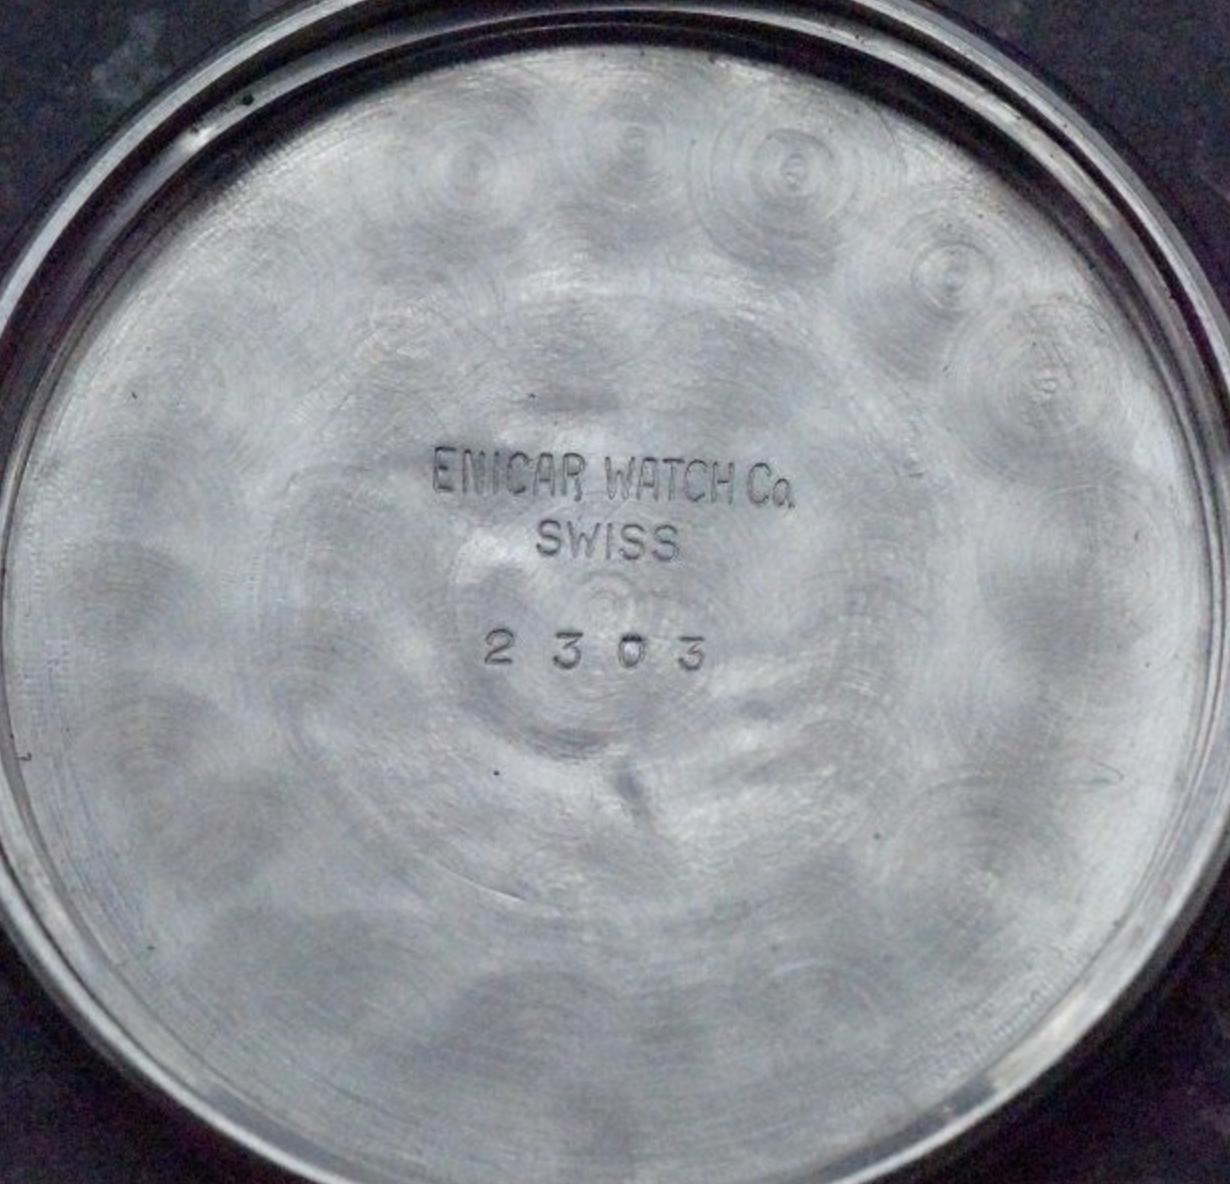 ENICAR WATCH Co.
SWISS
2303